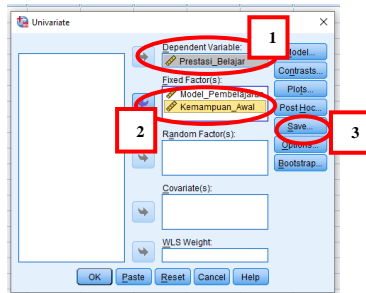 Univariate
1
Dependent Variable:
Prestasi_Belajar
Model...
Contrasts...
Fixed Factor(s):
Model_Pembelajaran
Kemampuan_Awal
Plots...
Post Hoc...
2
Save...
3
Random Factor(s):
Options...
Bootstrap...
Covariate(s):
WLS Weight:
OK Paste Reset Cancel Help